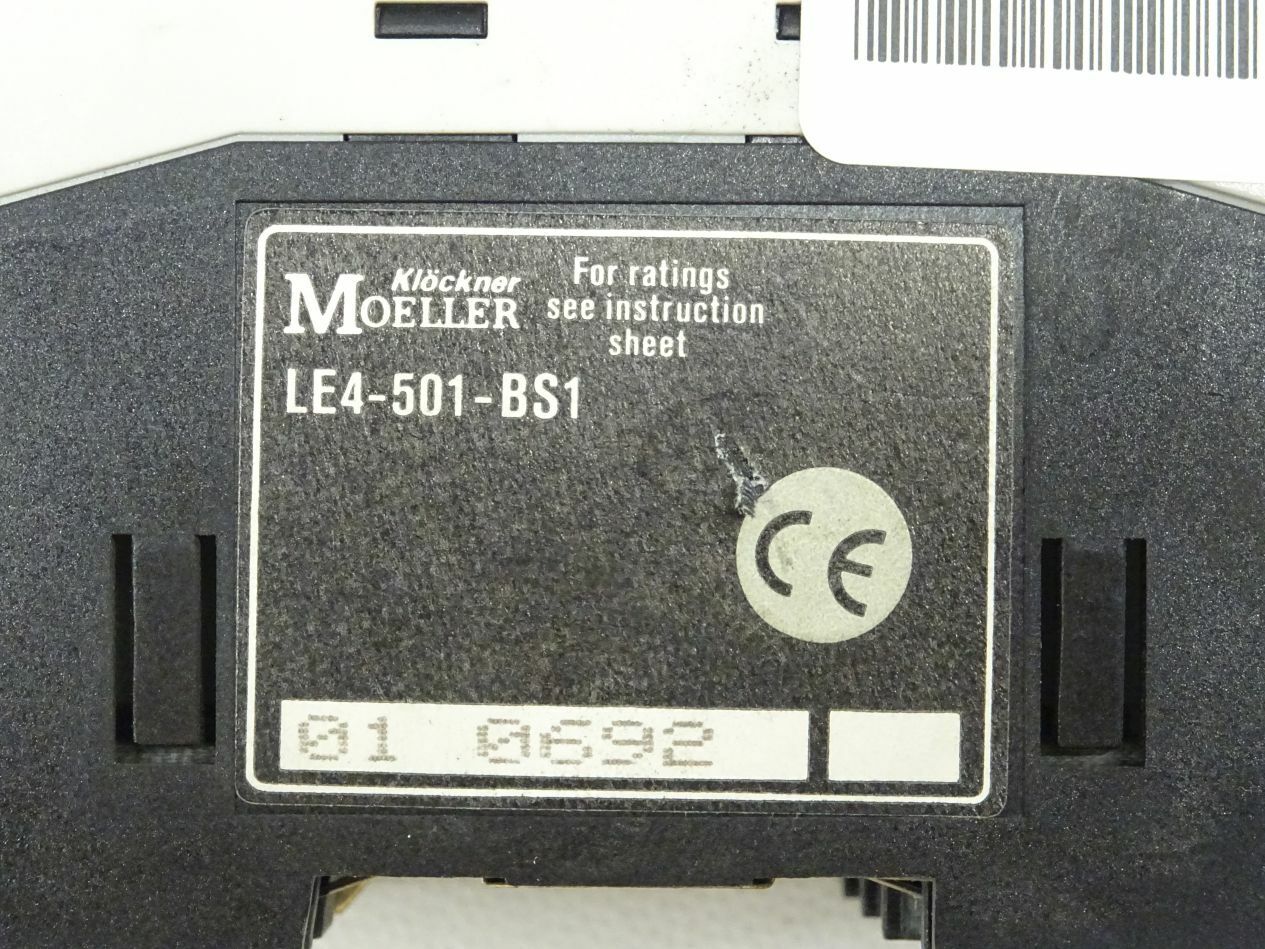 Klöckner
MOELLER
For ratings
see instruction
sheet
LE4-501-BS1
CE
01 0692